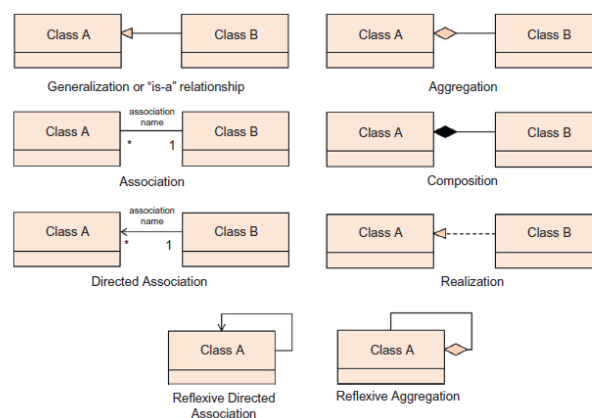 Class A
Class B
Generalization or “is-a” relationship
Class A
Class B
Aggregation
Class A
association
name
*
1
Class B
Association
Class A
Class B
Composition
Class A
association
name
*
1
Class B
Directed Association
Class A
Class B
Realization
Class A
Reflexive Directed
Association
Class A
Reflexive Aggregation